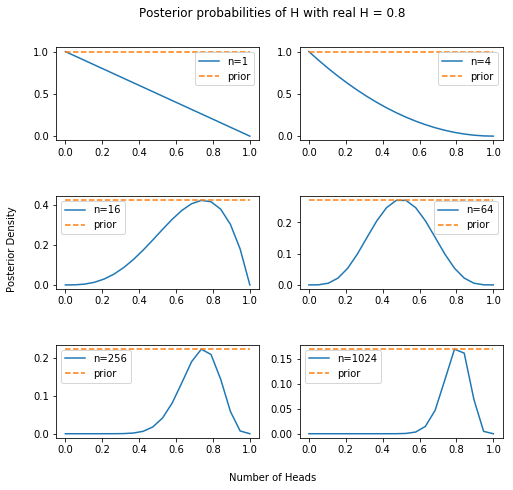 Posterior probabilities of H with real H = 0.8
1.0
0.5
0.0
n=1
prior
0.0 0.2 0.4 0.6 0.8 1.0
1.0
0.5
0.0
n=4
prior
0.0 0.2 0.4 0.6 0.8 1.0
Posterior Density
0.4
0.2
0.0
n=16
prior
0.0 0.2 0.4 0.6 0.8 1.0
0.2
0.1
0.0
n=64
prior
0.0 0.2 0.4 0.6 0.8 1.0
0.2
0.1
0.0
n=256
prior
0.0 0.2 0.4 0.6 0.8 1.0
0.15
0.10
0.05
0.00
n=1024
prior
0.0 0.2 0.4 0.6 0.8 1.0
Number of Heads